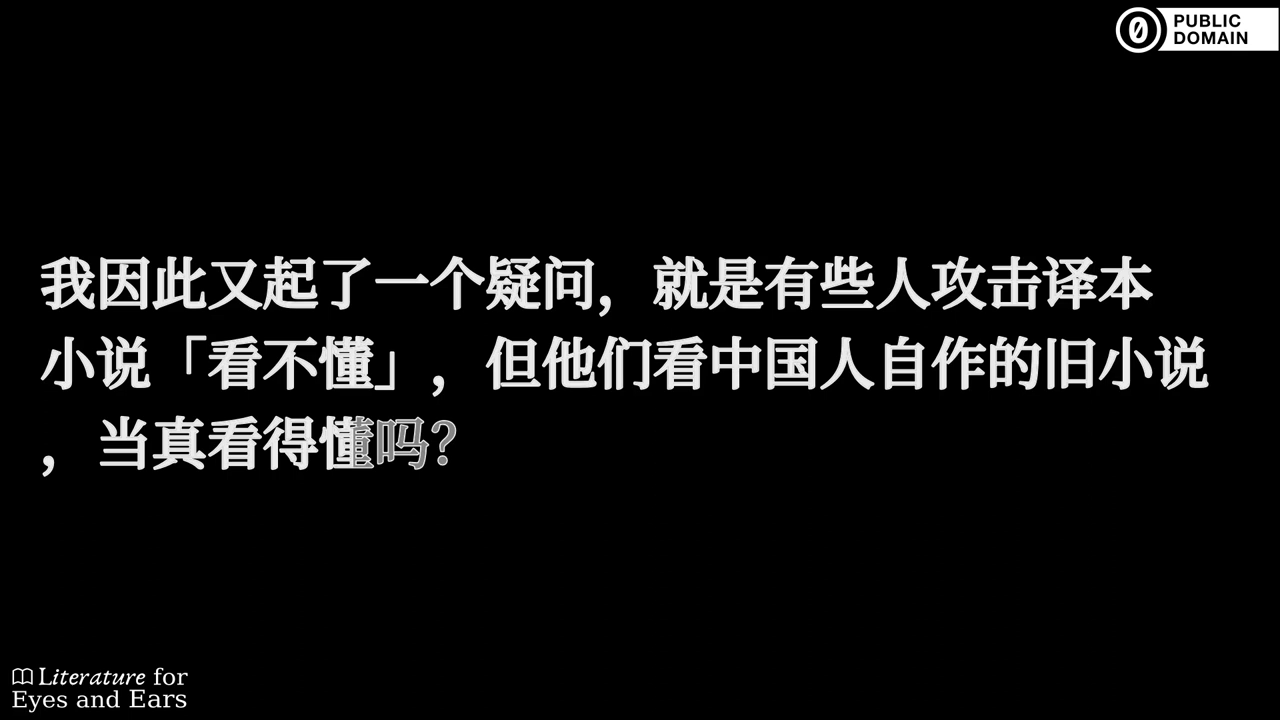 PUBLIC
DOMAIN
我因此又起了一个疑问，就是有些人攻击译本
小说「看不懂」，但他们看中国人自作的旧小说
，当真看得懂吗？
Literature for
Eyes and Ears